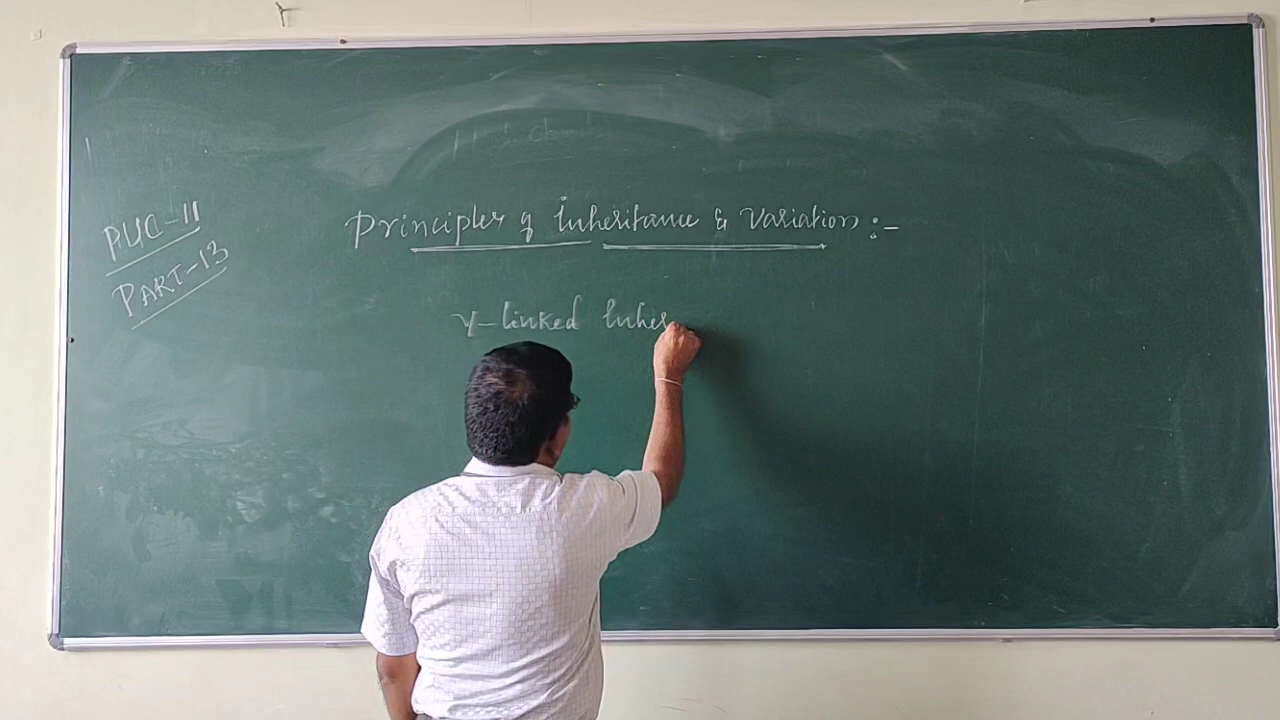 PUC-II
PART-13
Principles of Inheritance & Variation :-
Y-linked Inher